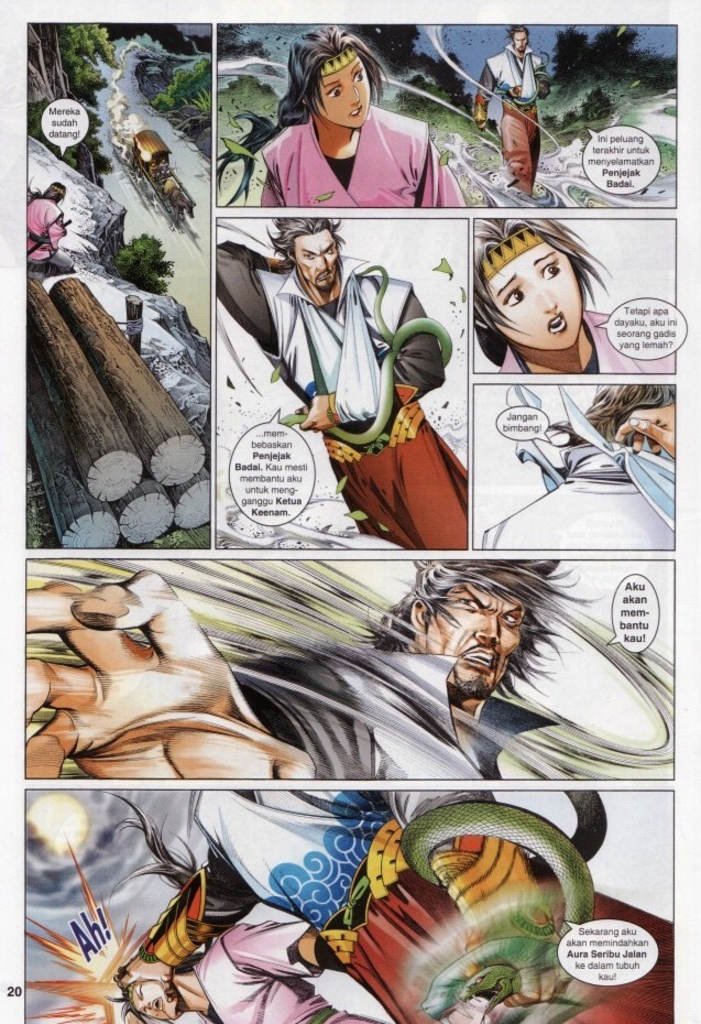 Mereka
sudah
datang!
Ini peluang
terakhir untuk
menyelamatkan
Penjejak
Badai.
...mem-
bebaskan
Penjejak
Badai. Kau mesti
membantu aku
untuk meng-
ganggu Ketua
Keenam.
Tetapi apa
dayaku, aku ini
seorang gadis
yang lemah?
Jangan
bimbang!
Aku
akan
mem-
bantu
kau!
Ah!
Sekarang aku
akan memindahkan
Aura Seribu Jalan
ke dalam tubuh
kau!
20